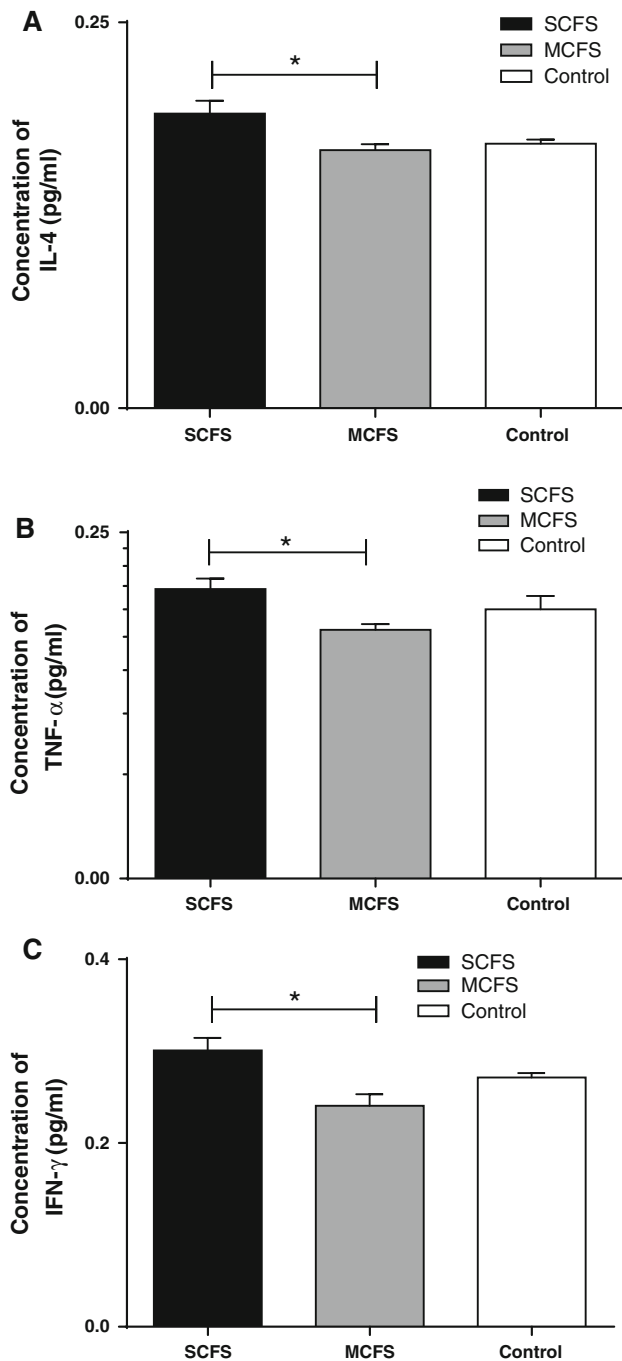 A
0.25
SCFS
MCFS
Control
*
Concentration of
IL-4 (pg/ml)
0.00
SCFS MCFS Control
B
0.25
SCFS
MCFS
Control
*
Concentration of
TNF-α(pg/ml)
0.00
SCFS MCFS Control
C
0.4
SCFS
MCFS
Control
*
Concentration of
IFN-γ(pg/ml)
0.2
0.0
SCFS MCFS Control